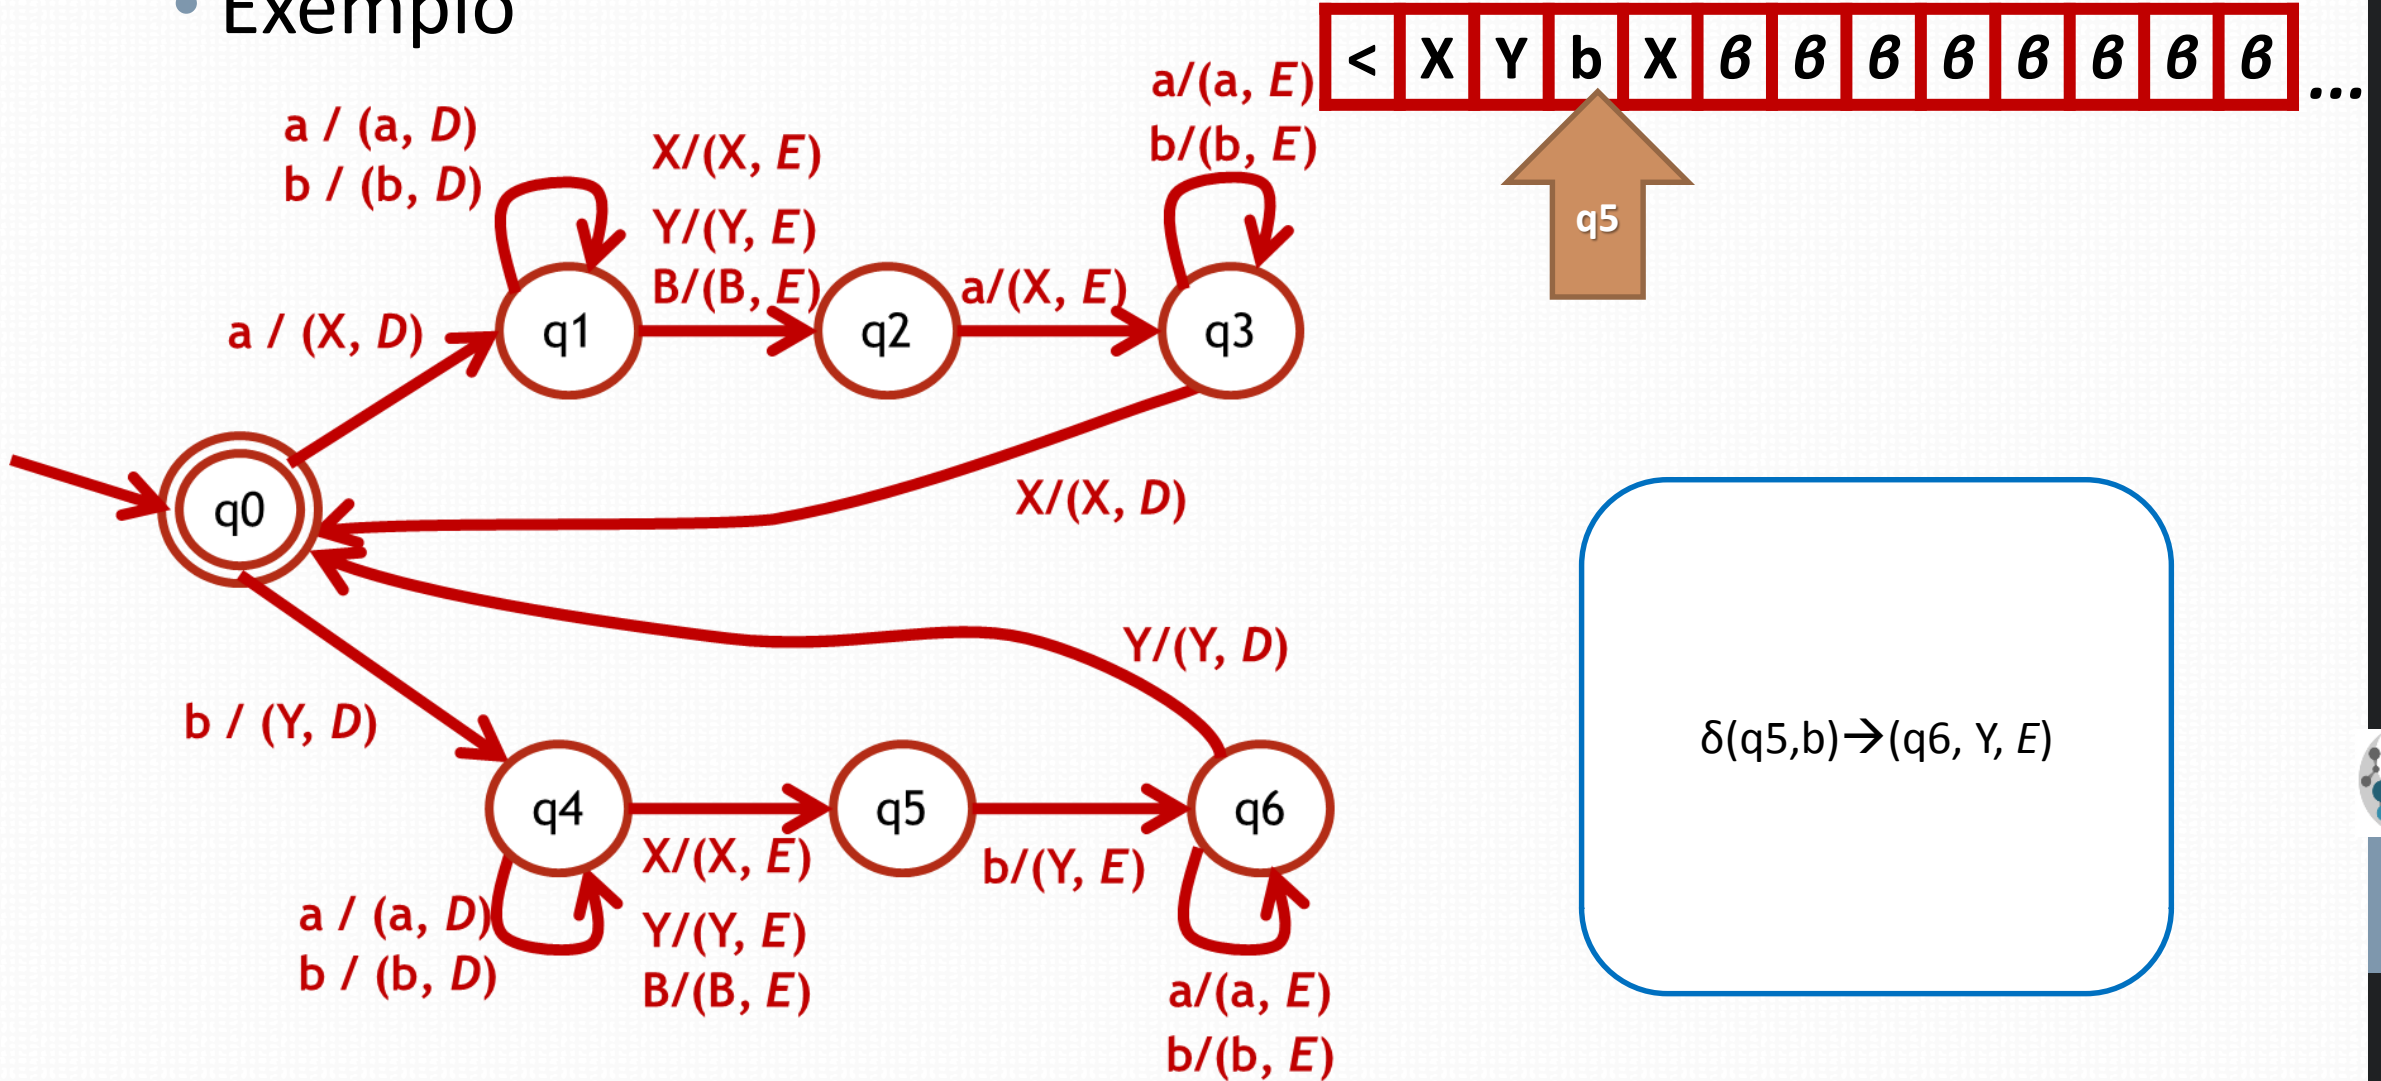 • Exemplo
< X Y b X β β β β β β β β ...
q5
a / (a, D)
b / (b, D)
X/(X, E)
Y/(Y, E)
B/(B, E)
a/(a, E)
b/(b, E)
a / (X, D)
q1
q2
a/(X, E)
q3
q0
X/(X, D)
Y/(Y, D)
b / (Y, D)
q4
q5
q6
X/(X, E)
Y/(Y, E)
B/(B, E)
b/(Y, E)
a / (a, D)
b / (b, D)
a/(a, E)
b/(b, E)
δ(q5,b)→(q6, Y, E)